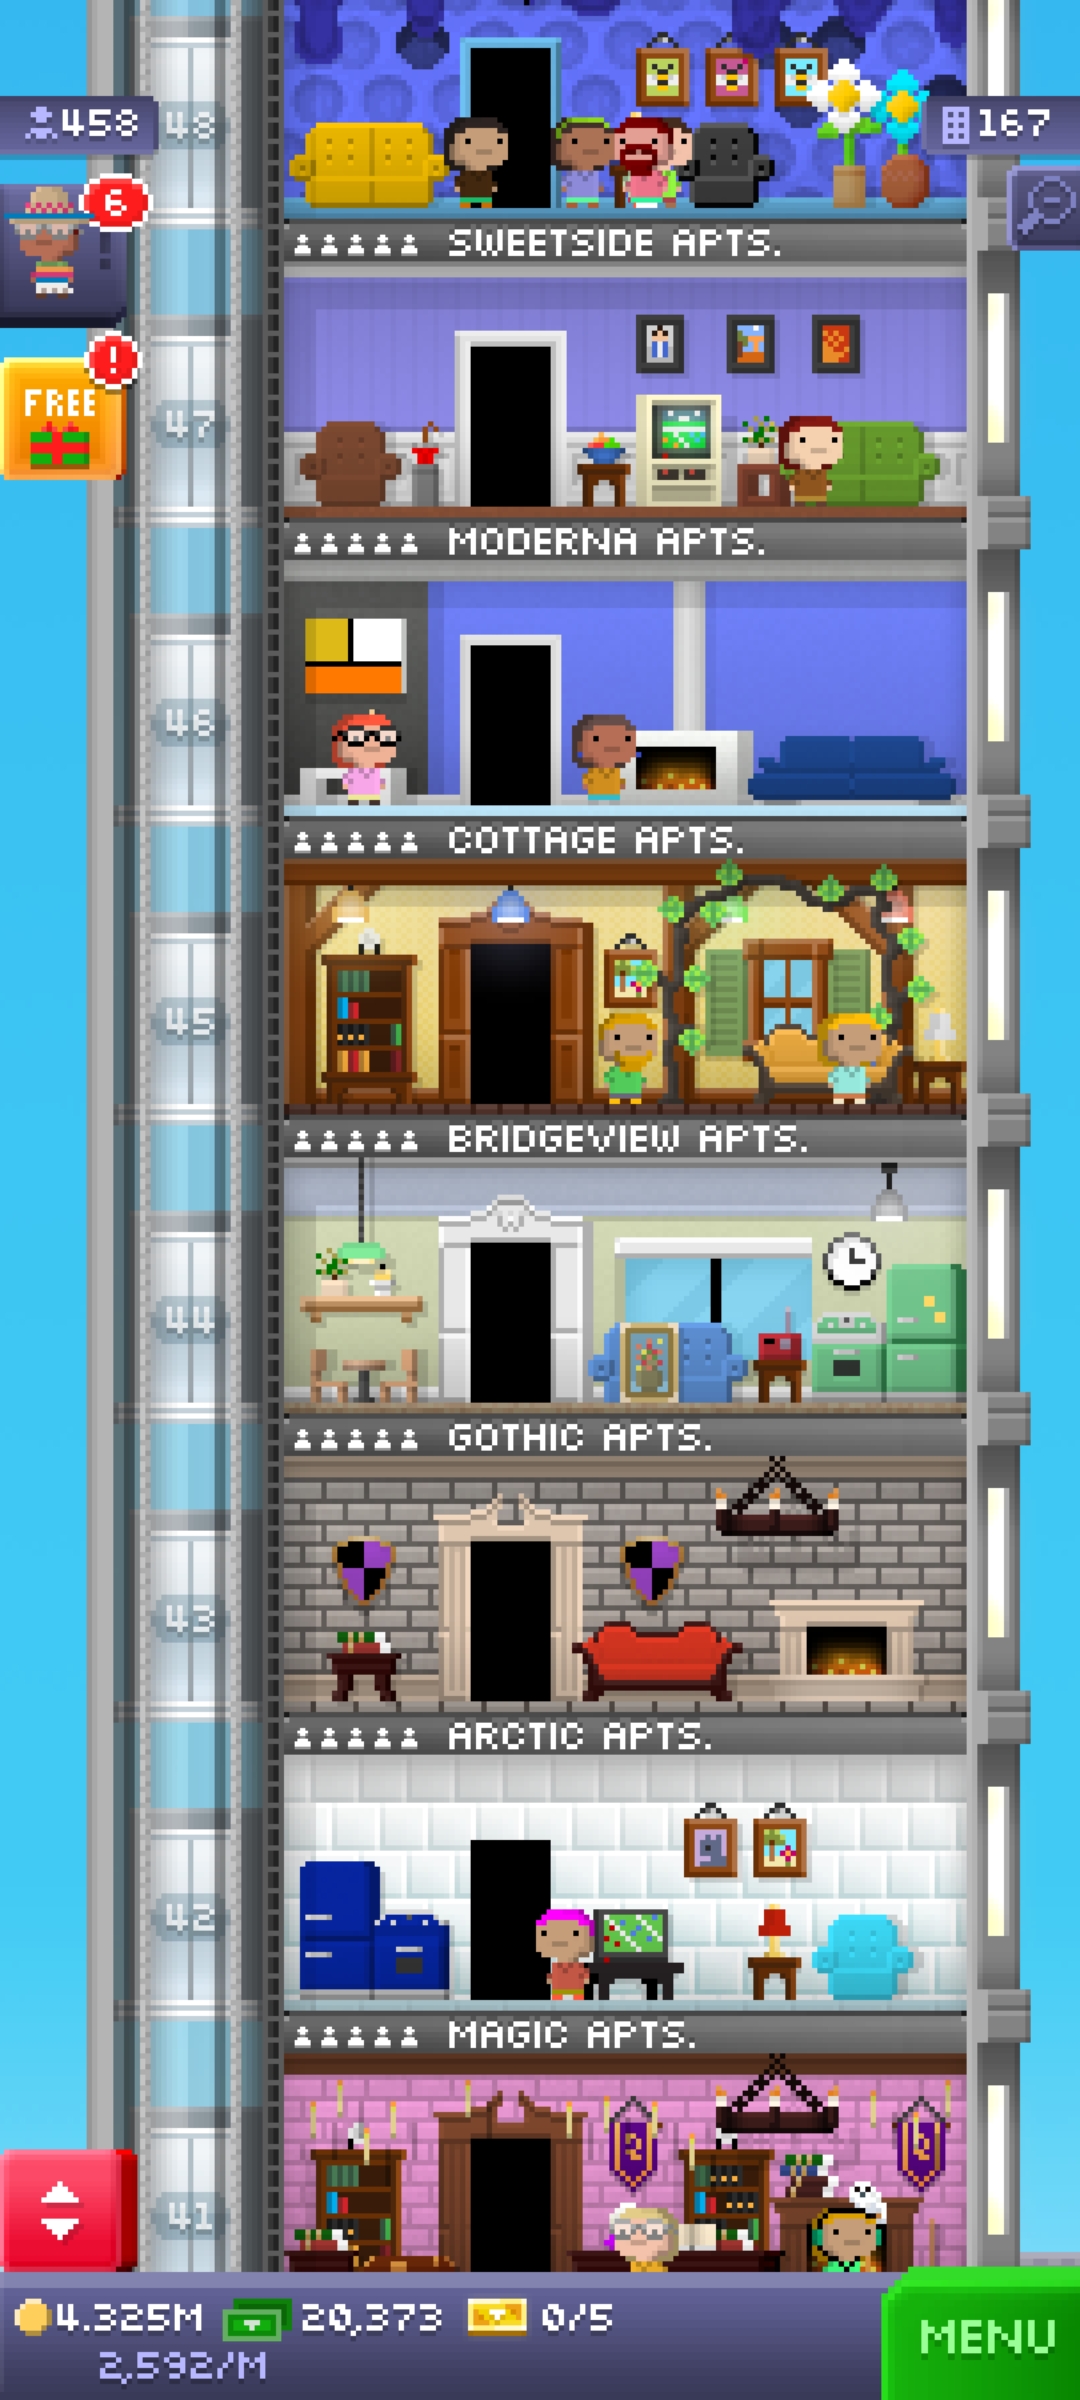 458
48
167
6
SWEETSIDE APTS.
!
FREE
47
MODERNA APTS.
46
COTTAGE APTS.
45
BRIDGEVIEW APTS.
44
GOTHIC APTS.
43
ARCTIC APTS.
42
MAGIC APTS.
41
4.325M 20,373 0/5
2,592/M
MENU